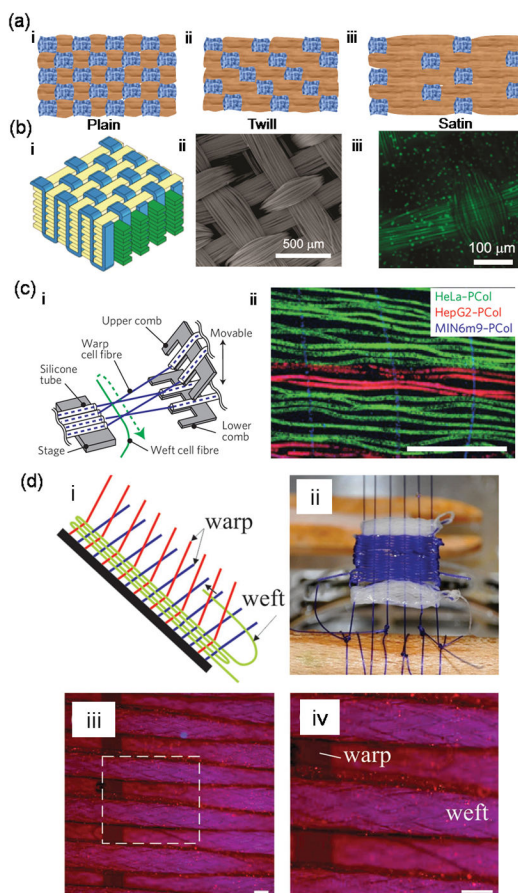 (a)
i
ii
iii
Plain
Twill
Satin
(b)
i
ii
iii
500 μm
100 μm
(c)
i
ii
Upper comb
Movable
Warp
cell fibre
Silicone
tube
Stage
Weft cell fibre
Lower
comb
HeLa-PCol
HepG2-PCol
MIN6m9-PCol
(d)
i
warp
weft
ii
iii
iv
warp
weft